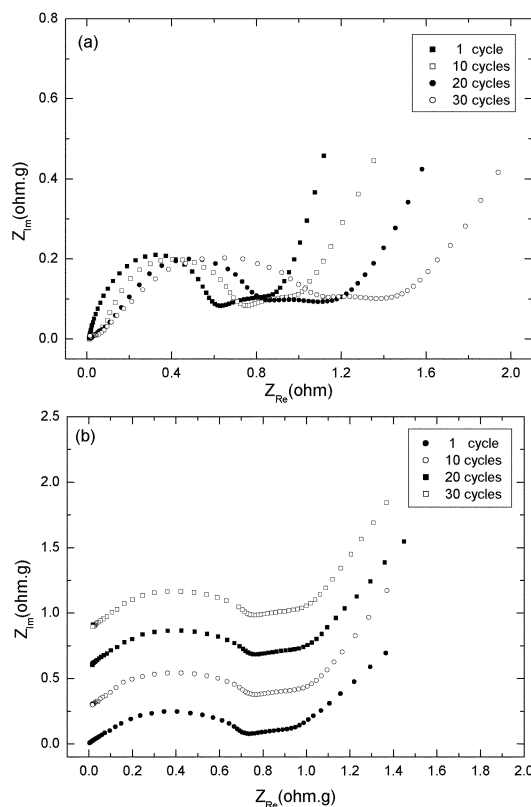 (a)
1 cycle
10 cycles
20 cycles
30 cycles
Z_Im(ohm.g)
0.8
0.6
0.4
0.2
0.0
0.0 0.4 0.8 1.2 1.6 2.0
Z_Re(ohm)
(b)
1 cycle
10 cycles
20 cycles
30 cycles
Z_Im(ohm.g)
2.5
2.0
1.5
1.0
0.5
0.0
0.0 0.2 0.4 0.6 0.8 1.0 1.2 1.4 1.6 1.8 2.0
Z_Re(ohm.g)